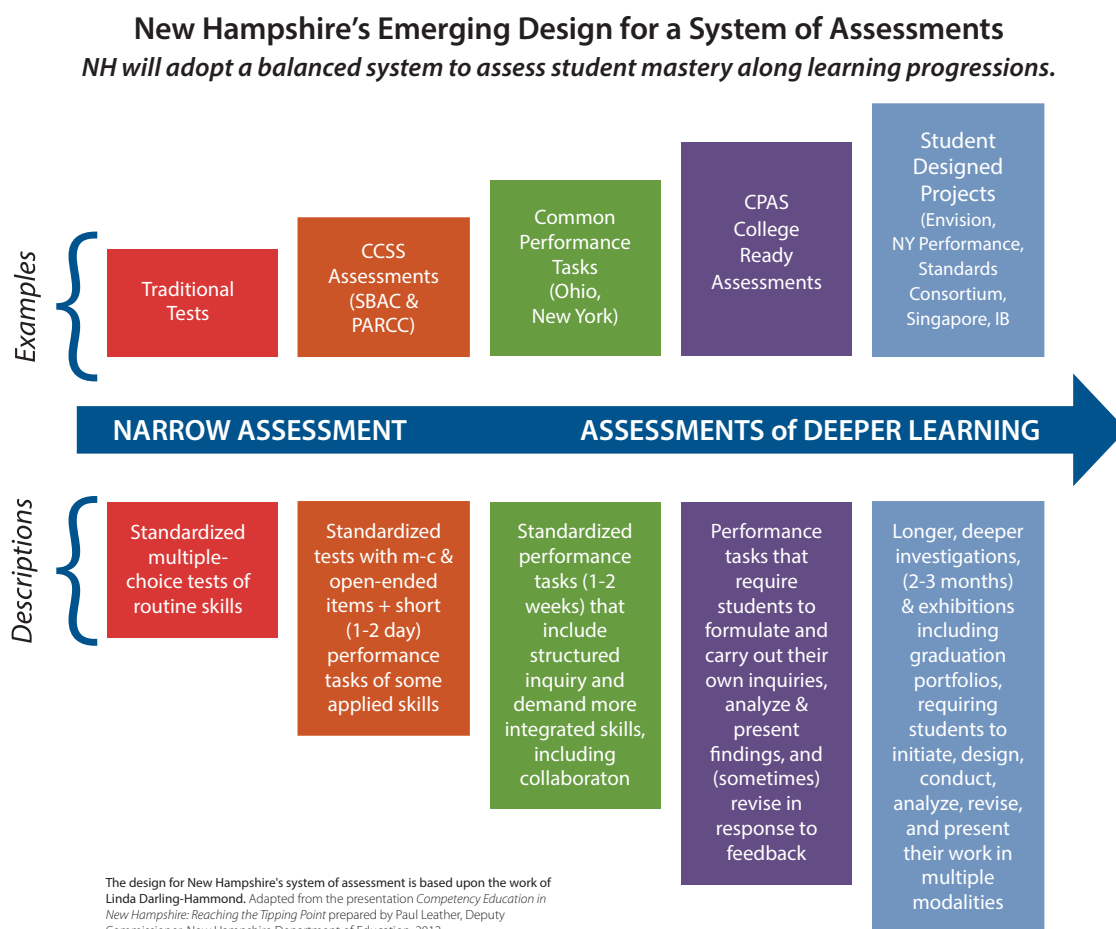 New Hampshire's Emerging Design for a System of Assessments
NH will adopt a balanced system to assess student mastery along learning progressions.
Examples
Traditional
Tests
CCSS
Assessments
(SBAC &
PARCC)
Common
Performance
Tasks
(Ohio,
New York)
CPAS
College
Ready
Assessments
Student
Designed
Projects
(Envision,
NY Performance,
Standards
Consortium,
Singapore, IB
NARROW ASSESSMENT
ASSESSMENTS of DEEPER LEARNING
Descriptions
Standardized
multiple-
choice tests of
routine skills
Standardized
tests with m-c &
open-ended
items + short
(1-2 day)
performance
tasks of some
applied skills
Standardized
performance
tasks (1-2
weeks) that
include
structured
inquiry and
demand more
integrated skills,
including
collaboraton
Performance
tasks that
require
students to
formulate and
carry out their
own inquiries,
analyze &
present
findings, and
(sometimes)
revise in
response to
feedback
Longer, deeper
investigations,
(2-3 months)
& exhibitions
including
graduation
portfolios,
requiring
students to
initiate, design,
conduct,
analyze, revise,
and present
their work in
multiple
modalities
The design for New Hampshire's system of assessment is based upon the work of
Linda Darling-Hammond. Adapted from the presentation Competency Education in
New Hampshire: Reaching the Tipping Point prepared by Paul Leather, Deputy
Commissioner, New Hampshire Department of Education, 2012